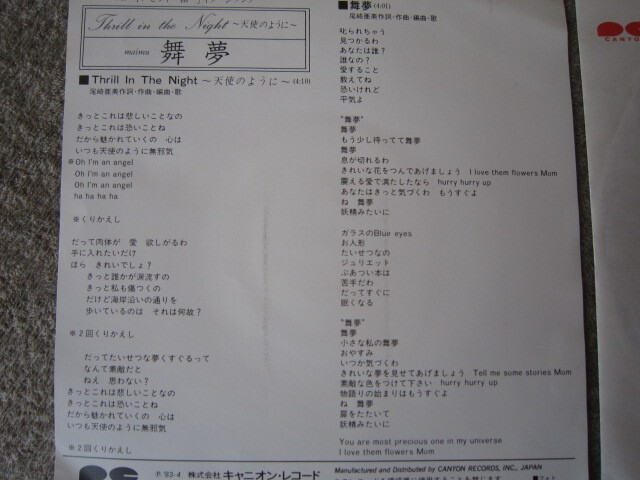 Thrill in the Night ～天使のように～
maimu
舞夢
■Thrill In The Night ～天使のように～(4:10)
尾崎亜美作詞・作曲・編曲・歌
きっとこれは悲しいことなの
きっとこれは恐いことね
だから魅かれていくの 心は
いつも天使のように無邪気
※Oh I'm an angel
Oh I'm an angel
Oh I'm an angel
ha ha ha ha
※くりかえし
だって肉体が 愛 欲しがるわ
手に入れたいだけ
ほら きれいでしょ？
きっと誰かが涙流すの
きっと私も傷つくの
だけど海岸沿いの通りを
歩いているのは それは何故？
※2回くりかえし
だってたいせつな夢くすぐるって
なんて素敵だと
ねえ 思わない？
きっとこれは悲しいことなの
きっとこれは恐いことね
だから魅かれていくの 心は
いつも天使のように無邪気
※2回くりかえし
■舞夢(4:01)
尾崎亜美作詞・作曲・編曲・歌
叱られちゃう
見つかるわ
あなたは誰？
誰なの？
愛すること
教えてね
恐いけれど
平気よ
"舞夢"
舞夢
もう少し待ってて舞夢
舞夢
息が切れるわ
きれいな花をつんであげましょう I love them flowers Mom
震える愛で満たしたなら hurry hurry up
あなたはきっと気づくわ もうすぐよ
ね 舞夢
妖精みたいに
ガラスのBlue eyes
お人形
たいせつなの
ジュリエット
ぶあつい本は
苦手だわ
だってすぐに
眠くなる
"舞夢"
舞夢
小さな私の舞夢
おやすみ
いつか気づくわ
きれいな夢を見せてあげましょう Tell me some stories Mom
素敵な色をつけて下さい hurry hurry up
物語りの始まりはもうすぐよ
ね 舞夢
扉をたたいて
妖精みたいに
You are most precious one in my universe
I love them flowers Mom
Ⓟ '83・4 株式会社キャニオン・レコード
Manufactured and Distributed by CANYON RECORDS, INC., JAPAN
CANYON